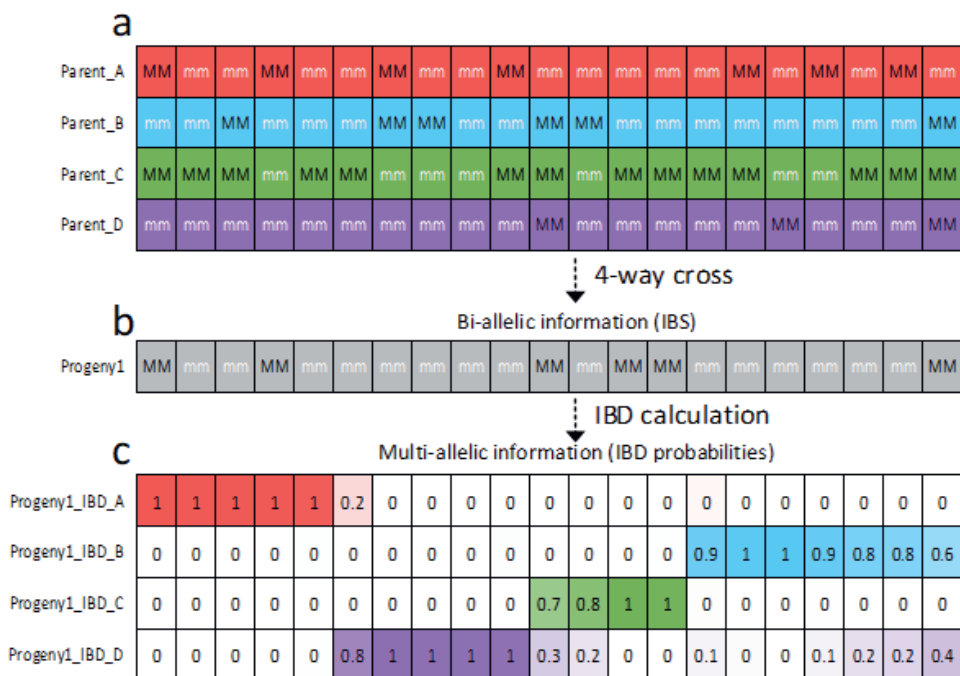 a
Parent_A MM mm mm MM mm mm MM mm mm MM mm mm mm mm mm MM mm MM mm MM mm
Parent_B mm mm MM mm mm mm MM MM mm mm MM MM mm mm mm mm mm mm mm mm MM
Parent_C MM MM MM mm MM MM mm mm mm MM MM mm MM MM MM MM mm mm MM MM MM
Parent_D mm mm mm mm mm mm mm mm mm mm MM mm mm mm mm mm MM mm mm mm MM
4-way cross
b
Bi-allelic information (IBS)
Progeny1 MM mm mm MM mm mm mm mm mm mm MM mm MM MM mm mm mm mm mm mm MM
IBD calculation
c
Multi-allelic information (IBD probabilities)
Progeny1_IBD_A 1 1 1 1 1 0.2 0 0 0 0 0 0 0 0 0 0 0 0 0 0 0
Progeny1_IBD_B 0 0 0 0 0 0 0 0 0 0 0 0 0 0 0.9 1 1 0.9 0.8 0.8 0.6
Progeny1_IBD_C 0 0 0 0 0 0 0 0 0 0 0.7 0.8 1 1 0 0 0 0 0 0 0
Progeny1_IBD_D 0 0 0 0 0 0.8 1 1 1 1 0.3 0.2 0 0 0.1 0 0 0.1 0.2 0.2 0.4